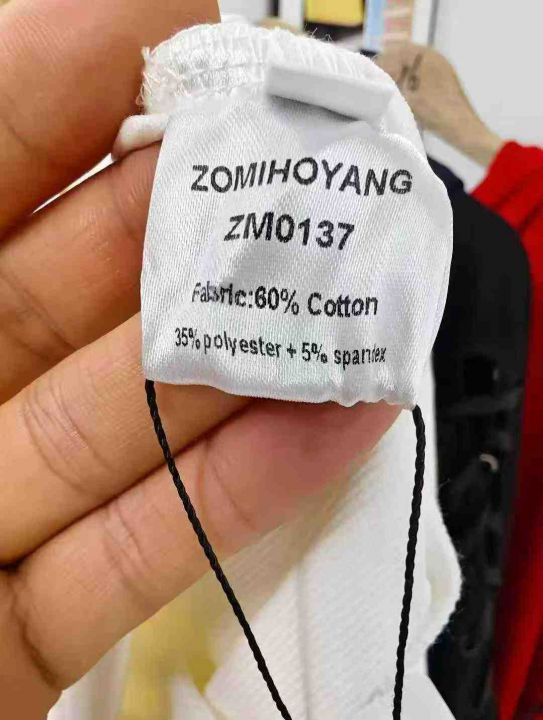 ZOMIHOYANG
ZM0137
Fabric:60% Cotton
35% polyester + 5% spandex